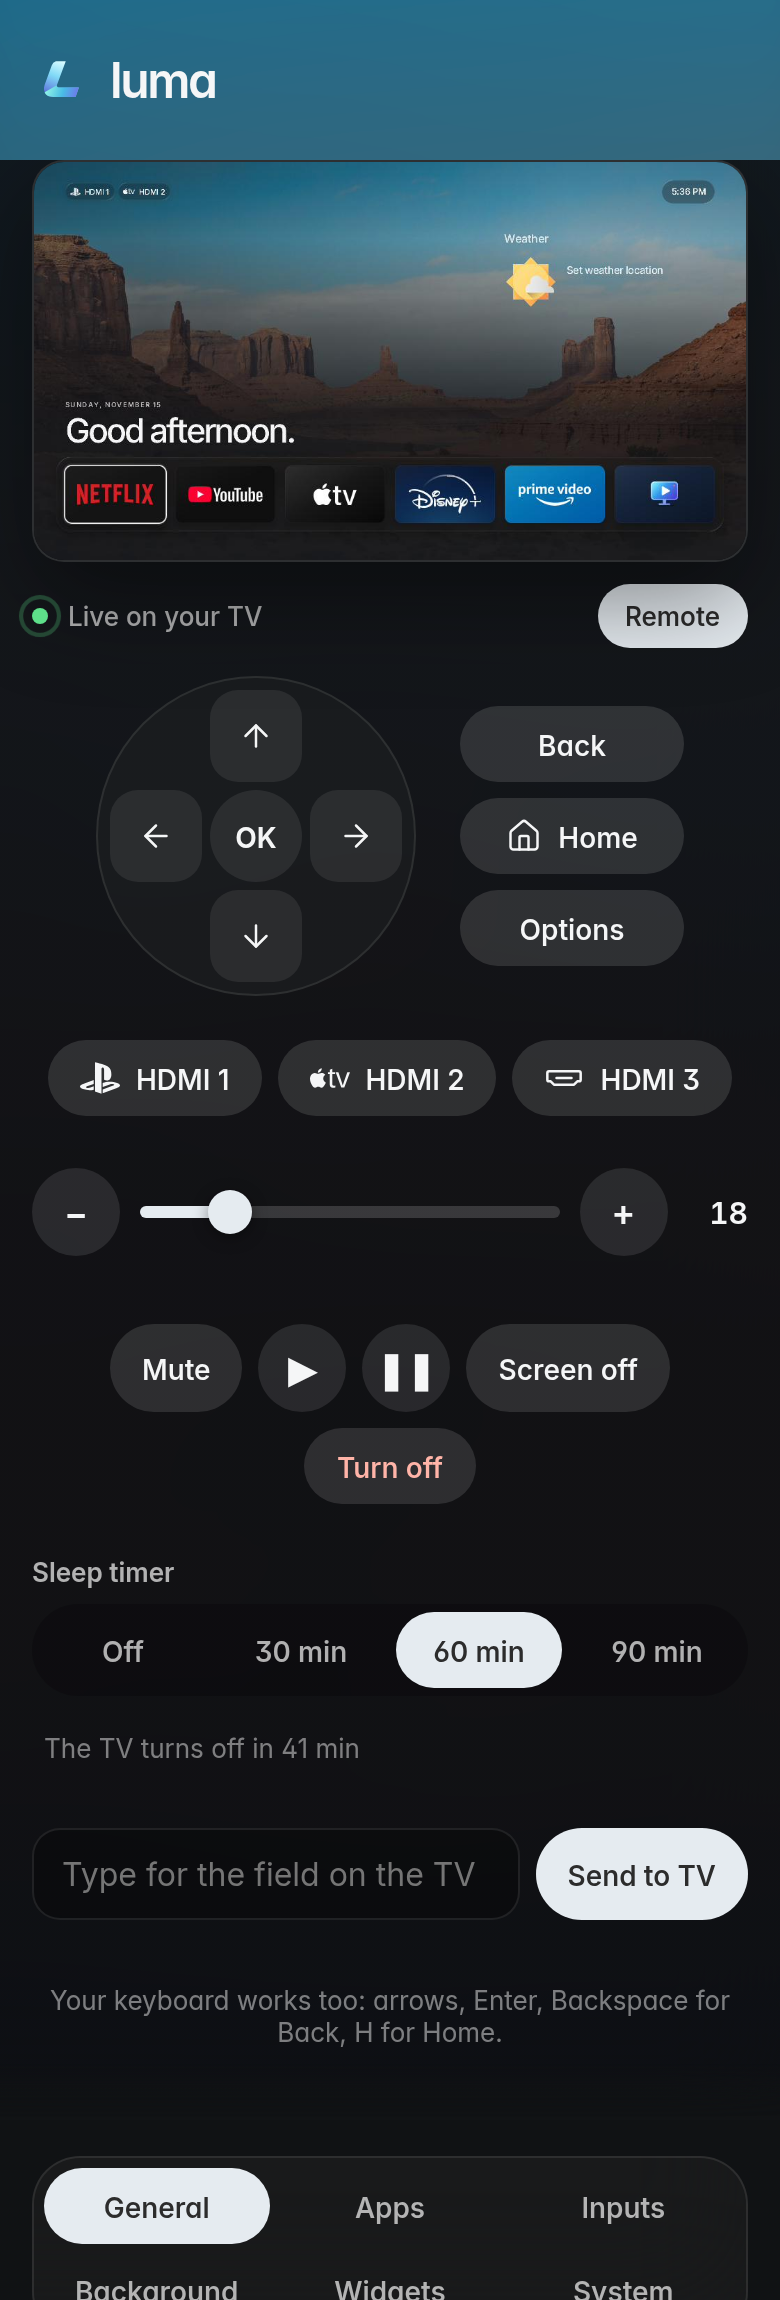 luma
HDMI 1 tv HDMI 2 5:36 PM
Weather
Set weather location
SUNDAY, NOVEMBER 15
Good afternoon.
NETFLIX YouTube tv Disney+ prime video
Live on your TV Remote
Back
OK Home
Options
HDMI 1 tv HDMI 2 HDMI 3
– + 18
Mute Screen off
Turn off
Sleep timer
Off 30 min 60 min 90 min
The TV turns off in 41 min
Type for the field on the TV Send to TV
Your keyboard works too: arrows, Enter, Backspace for
Back, H for Home.
General Apps Inputs
Background Widgets System